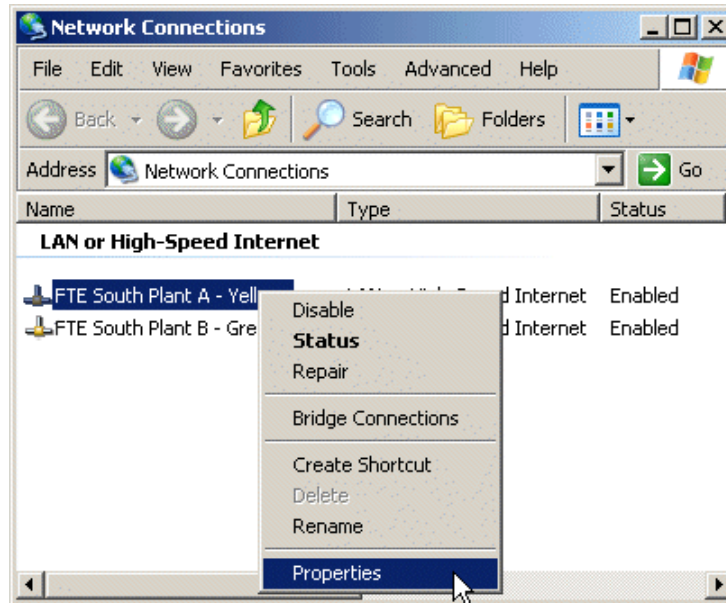 Network Connections
File Edit View Favorites Tools Advanced Help
Back Search Folders
Address Network Connections Go
Name Type Status
LAN or High-Speed Internet
FTE South Plant A - Yell Internet Enabled
FTE South Plant B - Gre Internet Enabled
Disable
Status
Repair
Bridge Connections
Create Shortcut
Delete
Rename
Properties